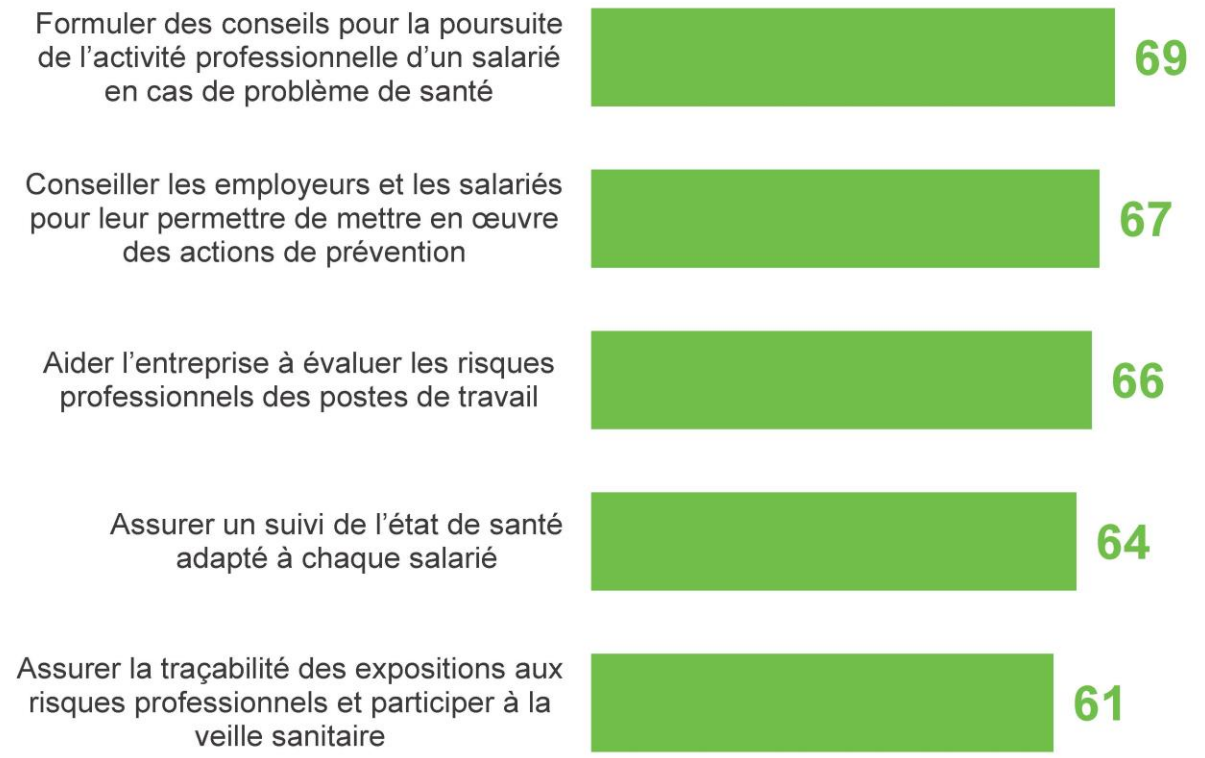 Formuler des conseils pour la poursuite
de l’activité professionnelle d’un salarié
en cas de problème de santé
69
Conseiller les employeurs et les salariés
pour leur permettre de mettre en œuvre
des actions de prévention
67
Aider l’entreprise à évaluer les risques
professionnels des postes de travail
66
Assurer un suivi de l’état de santé
adapté à chaque salarié
64
Assurer la traçabilité des expositions aux
risques professionnels et participer à la
veille sanitaire
61